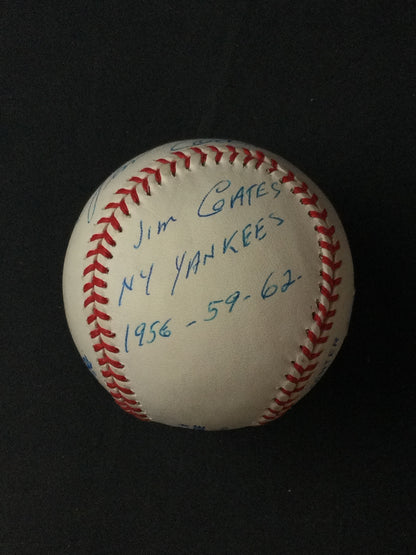 Jim COATES
NY YANKEES
1956-59-62